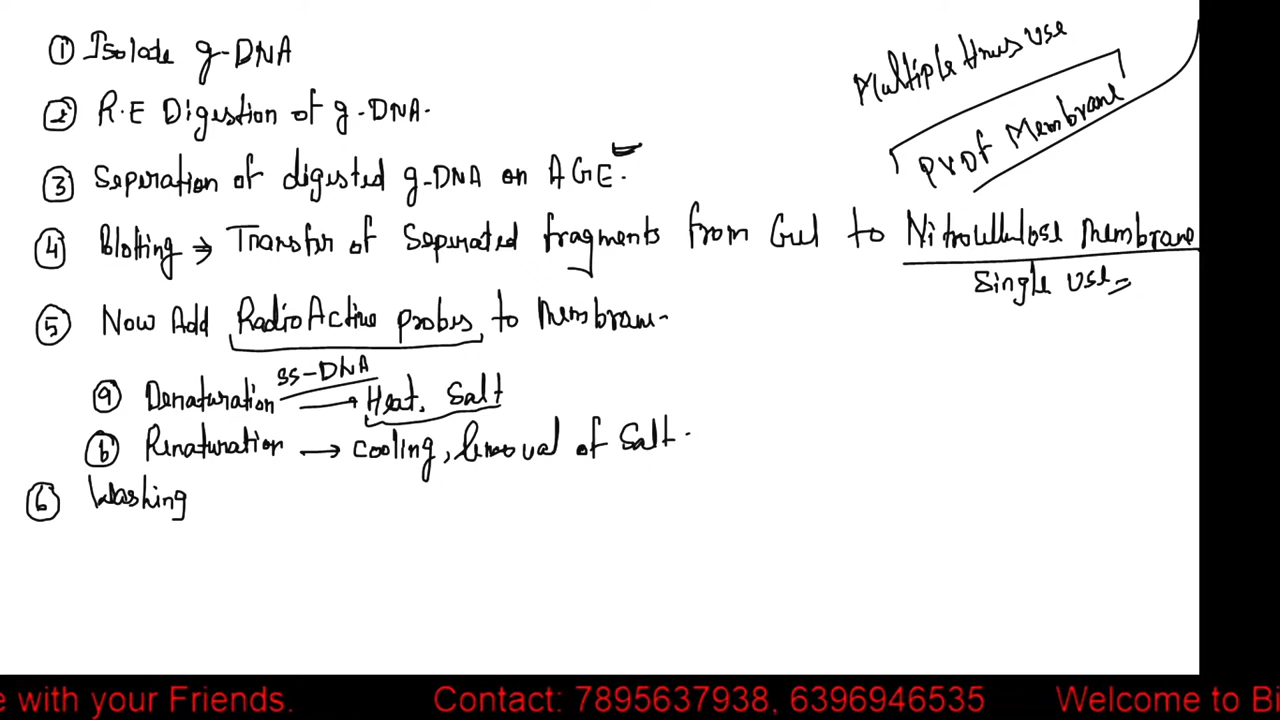 ① Isolate g-DNA
② R.E Digestion of g-DNA.
③ Seperation of digested g-DNA on AGE.
④ Blotting → Transfer of Seperated fragments from Gel to Nitrocellulose Membrane
Single use
Multiple times use
PVDF Membrane
⑤ Now Add RadioActive probes to Membrane.
ⓐ Denaturation ss-DNA → Heat, Salt
ⓑ Renaturation → cooling, Removal of Salt.
⑥ Washing
e with your Friends. Contact: 7895637938, 6396946535 Welcome to Bi